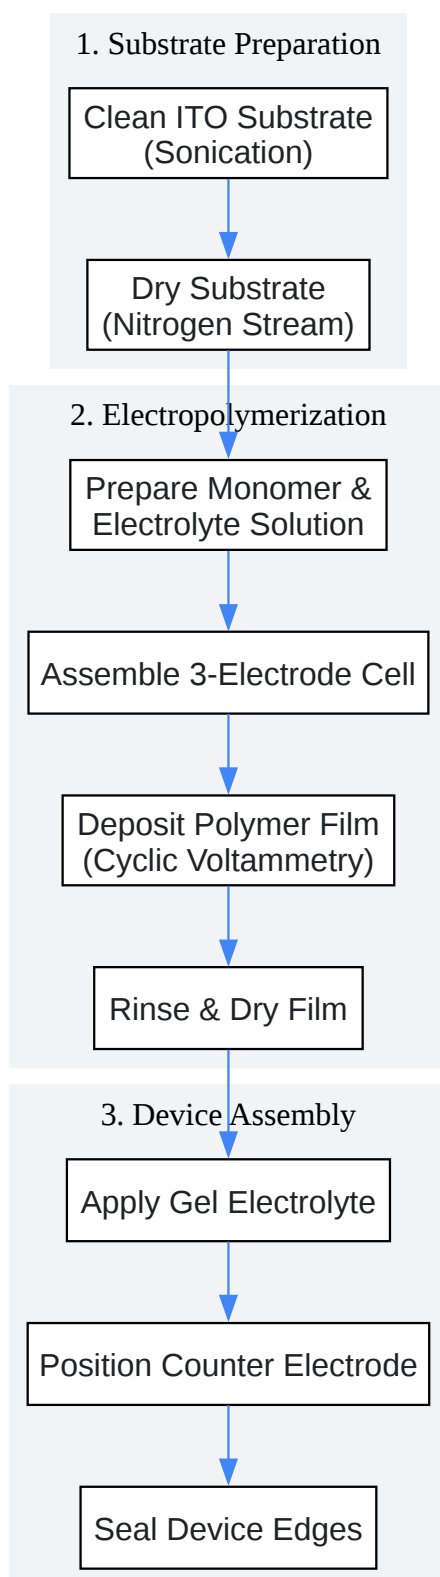 1. Substrate Preparation
Clean ITO Substrate
(Sonication)
Dry Substrate
(Nitrogen Stream)
2. Electropolymerization
Prepare Monomer &
Electrolyte Solution
Assemble 3-Electrode Cell
Deposit Polymer Film
(Cyclic Voltammetry)
Rinse & Dry Film
3. Device Assembly
Apply Gel Electrolyte
Position Counter Electrode
Seal Device Edges